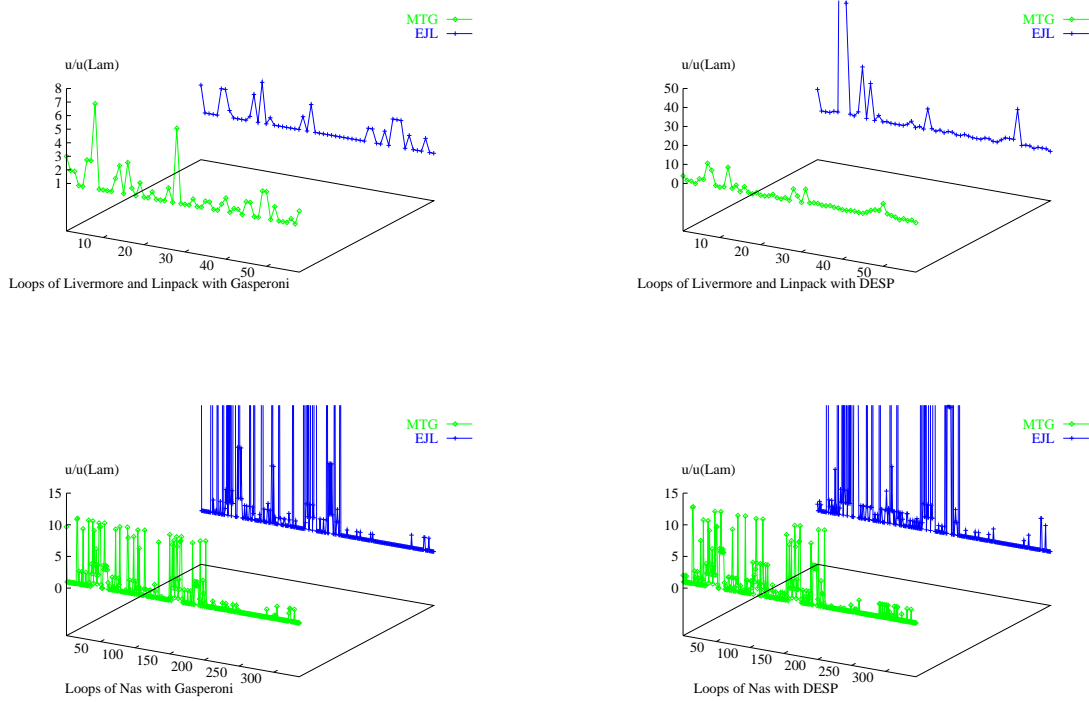 MTG
EJL
u/u(Lam)
8
7
6
5
4
3
2
1
10
20
30
40
50
Loops of Livermore and Linpack with Gasperoni
MTG
EJL
u/u(Lam)
50
40
30
20
10
0
10
20
30
40
50
Loops of Livermore and Linpack with DESP
MTG
EJL
u/u(Lam)
15
10
5
0
50
100
150
200
250
300
Loops of Nas with Gasperoni
MTG
EJL
u/u(Lam)
15
10
5
0
50
100
150
200
250
300
Loops of Nas with DESP